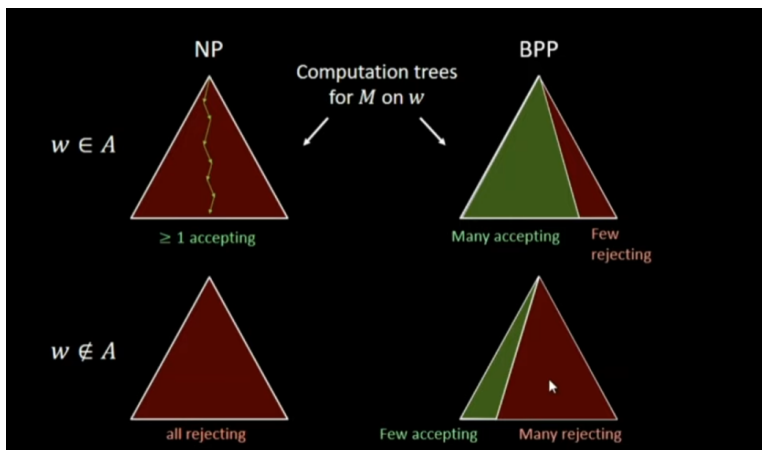 NP
BPP
Computation trees
for M on w
w ∈ A
≥ 1 accepting
Many accepting
Few
rejecting
w ∉ A
all rejecting
Few accepting
Many rejecting